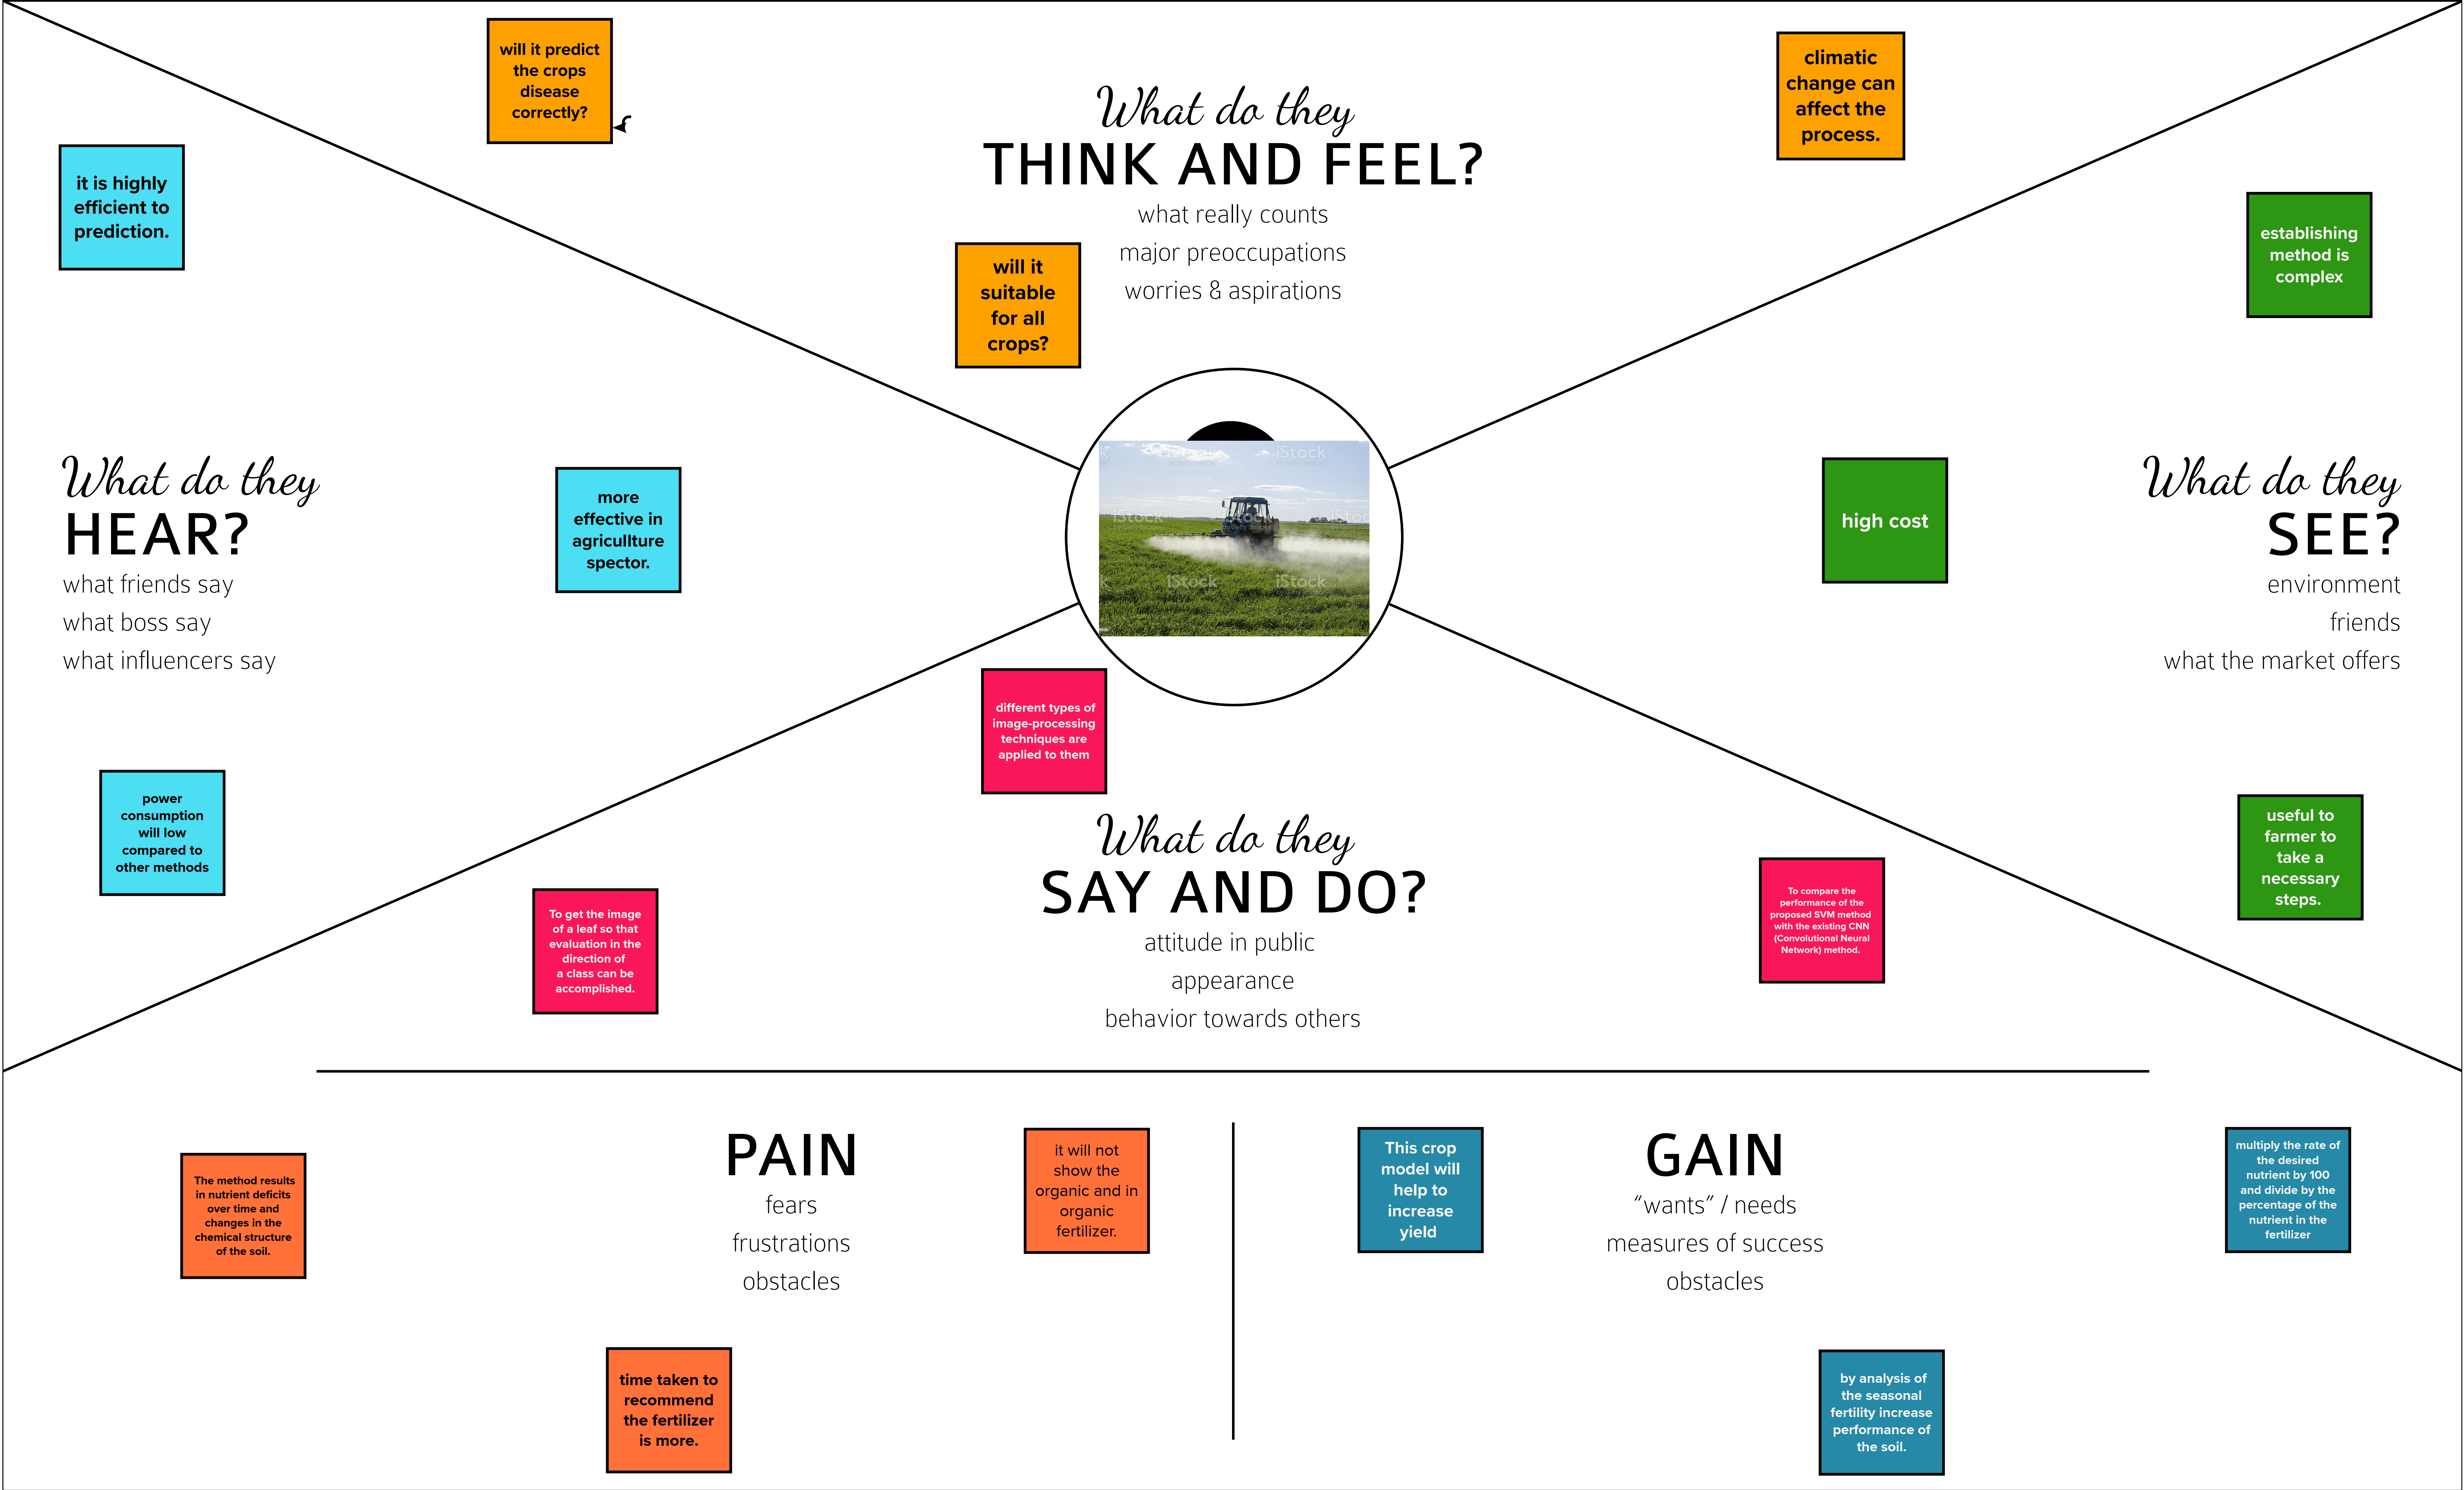 will it predict
the crops
disease
correctly?
climatic
change can
affect the
process.
What do they
THINK AND FEEL?
what really counts
major preoccupations
worries & aspirations
will it
suitable
for all
crops?
it is highly
efficient to
prediction.
What do they
HEAR?
what friends say
what boss say
what influencers say
more
effective in
agricullture
spector.
power
consumption
will low
compared to
other methods
iStock
iStock
iStock
iStock
iStock
establishing
method is
complex
high cost
What do they
SEE?
environment
friends
what the market offers
useful to
farmer to
take a
necessary
steps.
different types of
image-processing
techniques are
applied to them
What do they
SAY AND DO?
attitude in public
appearance
behavior towards others
To get the image
of a leaf so that
evaluation in the
direction of
a class can be
accomplished.
To compare the
performance of the
proposed SVM method
with the existing CNN
(Convolutional Neural
Network) method.
PAIN
fears
frustrations
obstacles
The method results
in nutrient deficits
over time and
changes in the
chemical structure
of the soil.
it will not
show the
organic and in
organic
fertilizer.
time taken to
recommend
the fertilizer
is more.
GAIN
“wants” / needs
measures of success
obstacles
This crop
model will
help to
increase
yield
multiply the rate of
the desired
nutrient by 100
and divide by the
percentage of the
nutrient in the
fertilizer
by analysis of
the seasonal
fertility increase
performance of
the soil.